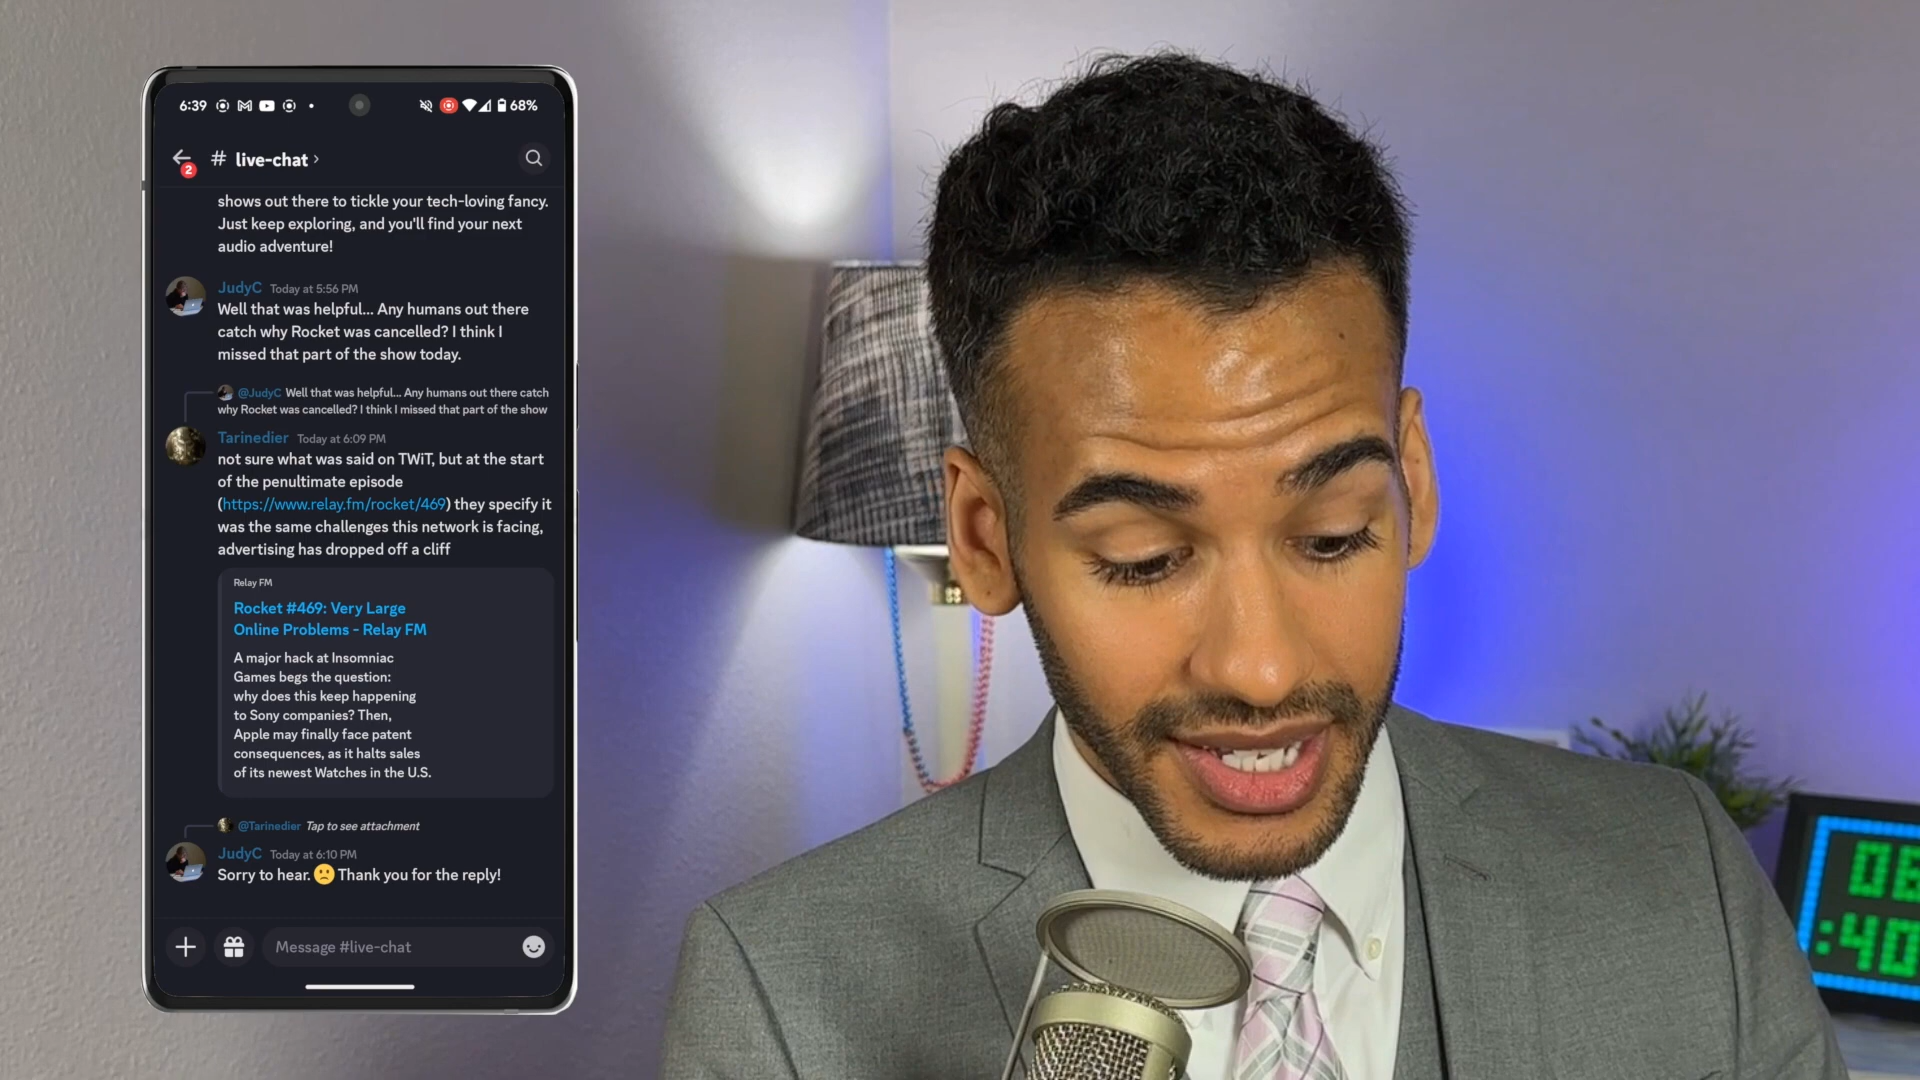 6:39
68%
2
# live-chat ›
shows out there to tickle your tech-loving fancy.
Just keep exploring, and you'll find your next
audio adventure!
JudyC Today at 5:56 PM
Well that was helpful... Any humans out there
catch why Rocket was cancelled? I think I
missed that part of the show today.
@JudyC Well that was helpful... Any humans out there catch
why Rocket was cancelled? I think I missed that part of the show
Tarinedier Today at 6:09 PM
not sure what was said on TWiT, but at the start
of the penultimate episode
(https://www.relay.fm/rocket/469) they specify it
was the same challenges this network is facing,
advertising has dropped off a cliff
Relay FM
Rocket #469: Very Large
Online Problems - Relay FM
A major hack at Insomniac
Games begs the question:
why does this keep happening
to Sony companies? Then,
Apple may finally face patent
consequences, as it halts sales
of its newest Watches in the U.S.
@Tarinedier Tap to see attachment
JudyC Today at 6:10 PM
Sorry to hear. 🙁 Thank you for the reply!
Message #live-chat
:40